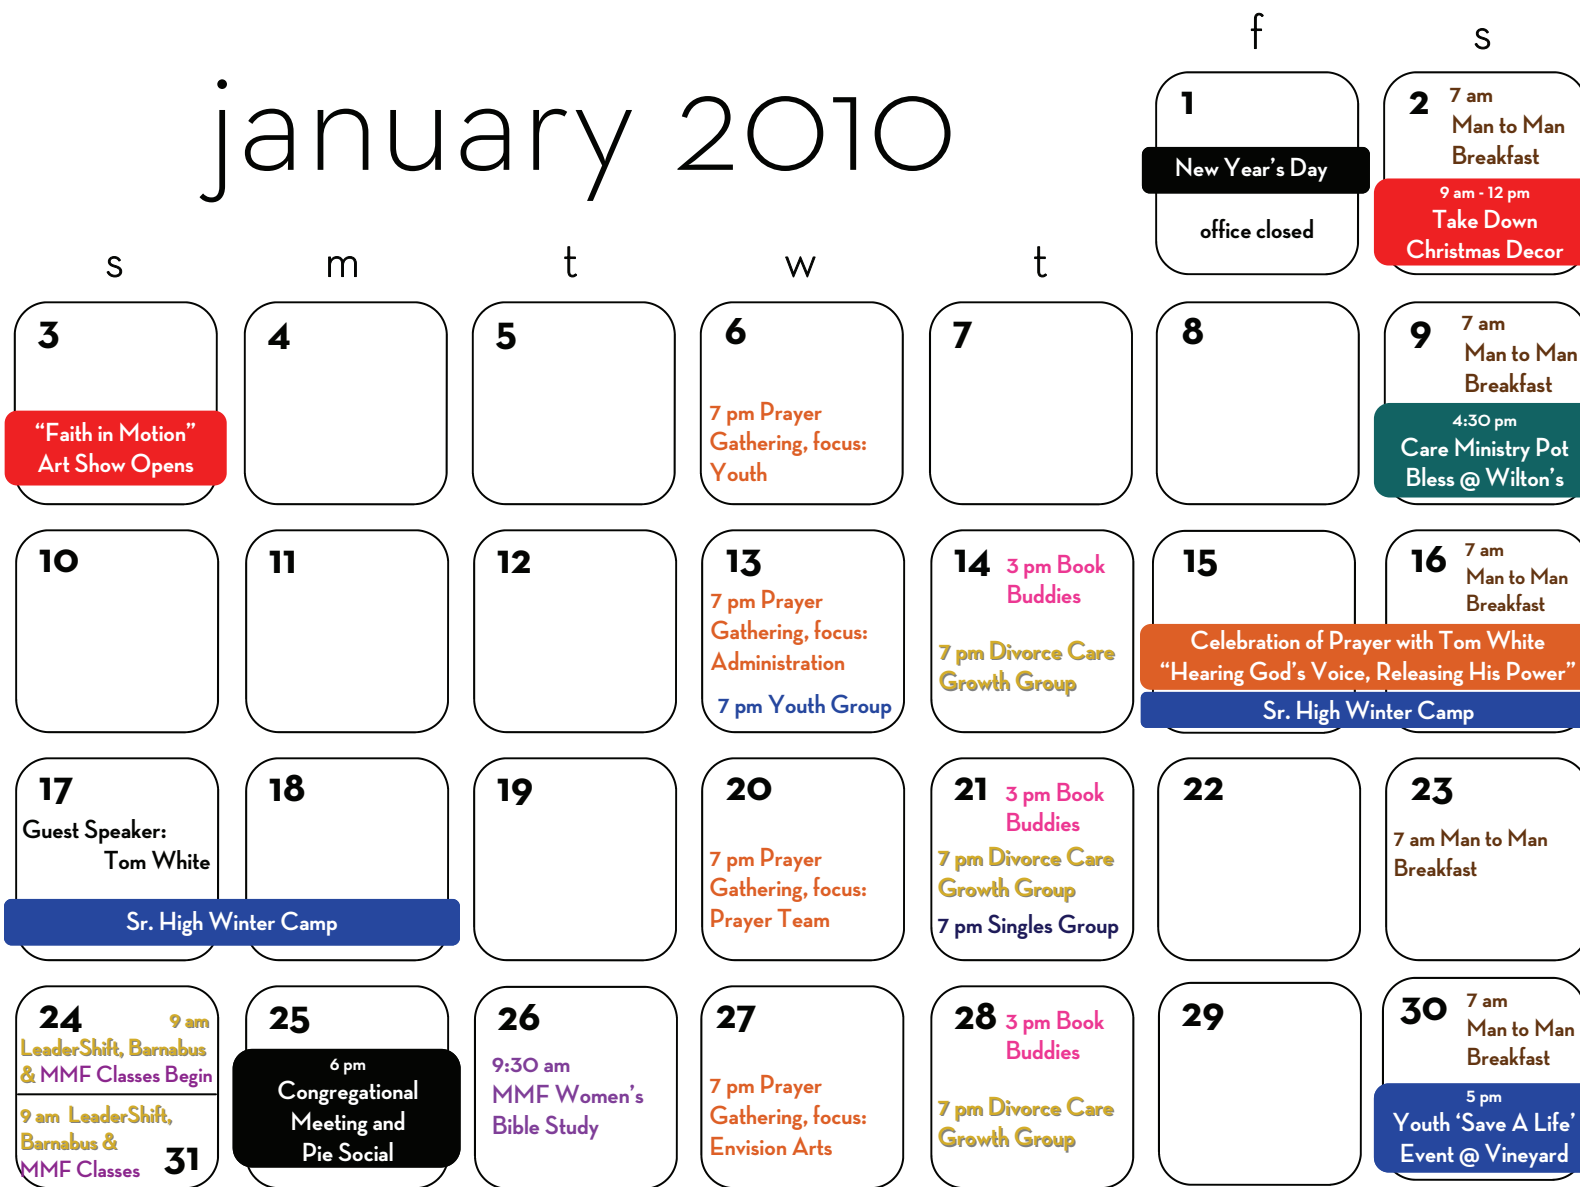 january 2010
f
s
1
New Year's Day
office closed
2
7 am
Man to Man
Breakfast
9 am - 12 pm
Take Down
Christmas Decor
s
m
t
w
t
3
“Faith in Motion”
Art Show Opens
4
5
6
7 pm Prayer
Gathering, focus:
Youth
7
8
9
7 am
Man to Man
Breakfast
4:30 pm
Care Ministry Pot
Bless @ Wilton's
10
11
12
13
7 pm Prayer
Gathering, focus:
Administration
7 pm Youth Group
14
3 pm Book
Buddies
7 pm Divorce Care
Growth Group
15
16
7 am
Man to Man
Breakfast
Celebration of Prayer with Tom White
“Hearing God's Voice, Releasing His Power”
Sr. High Winter Camp
17
Guest Speaker:
Tom White
18
Sr. High Winter Camp
19
20
7 pm Prayer
Gathering, focus:
Prayer Team
21
3 pm Book
Buddies
7 pm Divorce Care
Growth Group
7 pm Singles Group
22
23
7 am Man to Man
Breakfast
24
9 am
LeaderShift, Barnabus
& MMF Classes Begin
9 am LeaderShift,
Barnabus &
MMF Classes
31
25
6 pm
Congregational
Meeting and
Pie Social
26
9:30 am
MMF Women's
Bible Study
27
7 pm Prayer
Gathering, focus:
Envision Arts
28
3 pm Book
Buddies
7 pm Divorce Care
Growth Group
29
30
7 am
Man to Man
Breakfast
5 pm
Youth ‘Save A Life’
Event @ Vineyard